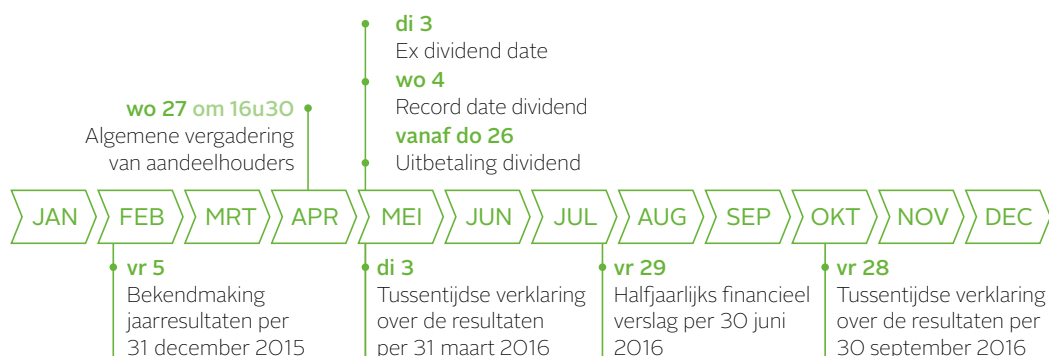 di 3
Ex dividend date
wo 4
Record date dividend
vanaf do 26
Uitbetaling dividend
wo 27 om 16u30
Algemene vergadering
van aandeelhouders
JAN FEB MRT APR MEI JUN JUL AUG SEP OKT NOV DEC
vr 5
Bekendmaking
jaarresultaten per
31 december 2015
di 3
Tussentijdse verklaring
over de resultaten
per 31 maart 2016
vr 29
Halfjaarlijks financieel
verslag per 30 juni
2016
vr 28
Tussentijdse verklaring
over de resultaten per
30 september 2016